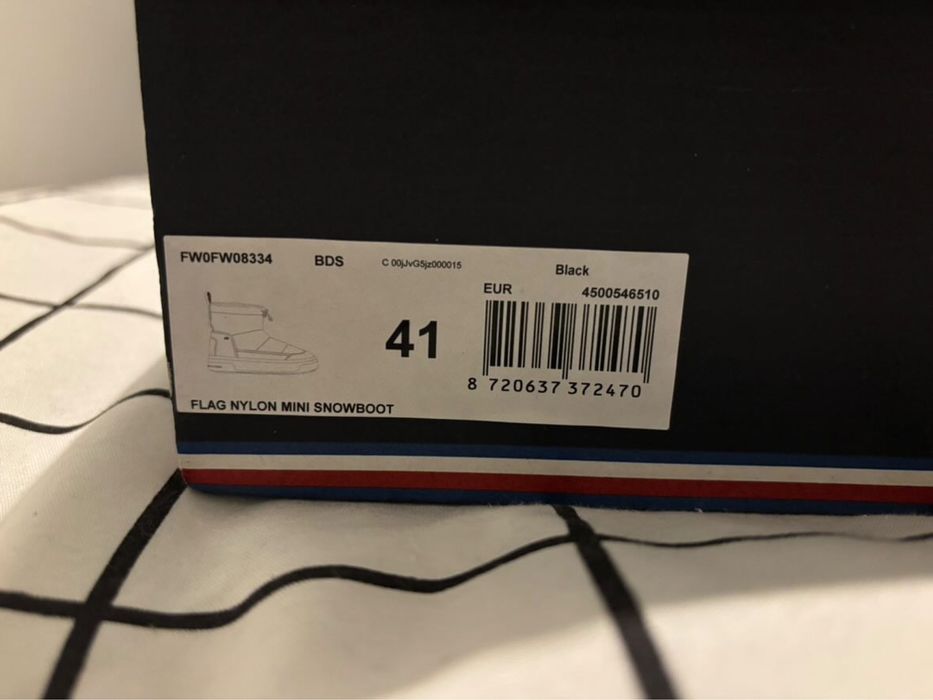 FW0FW08334 BDS C 00jJvG5jz000015 Black
EUR 4500546510
41
8 720637 372470
FLAG NYLON MINI SNOWBOOT